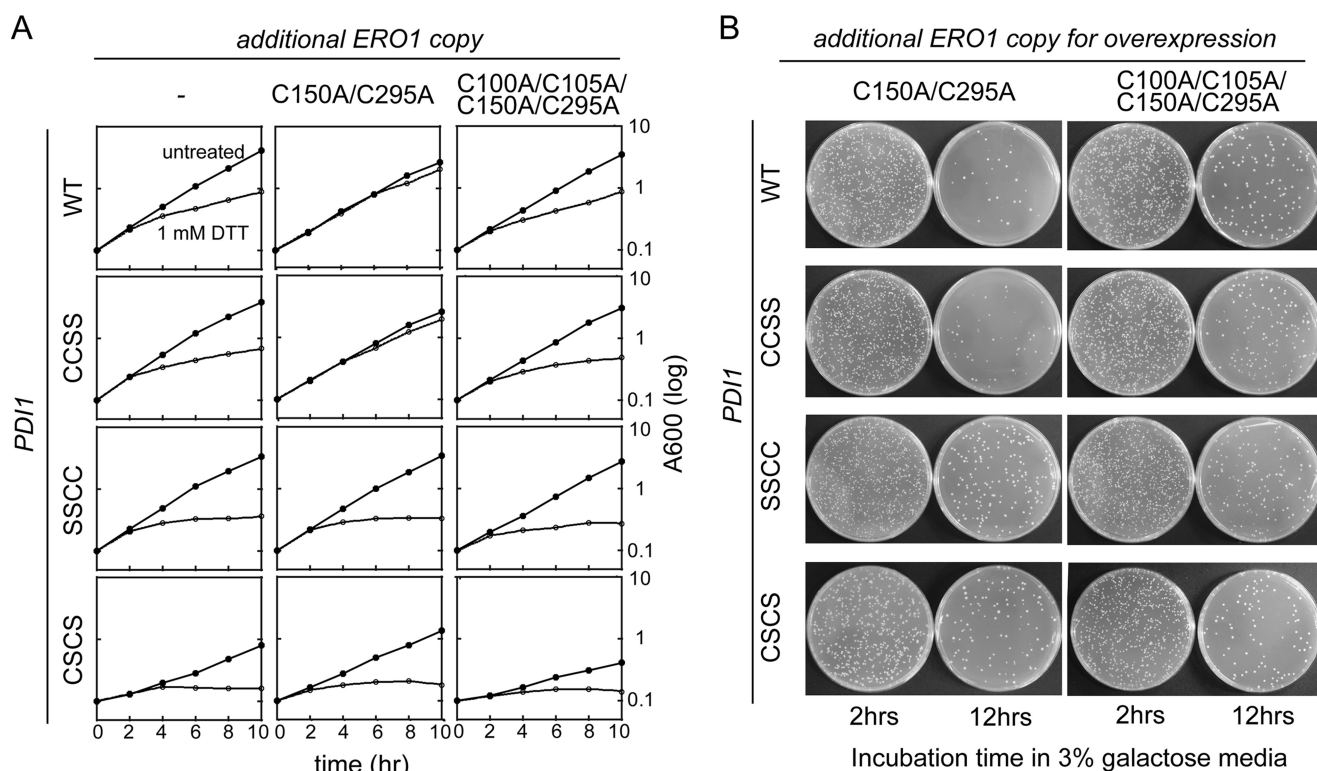 A
additional ERO1 copy
-
C150A/C295A
C100A/C105A/
C150A/C295A
PDI1
WT
CCSS
SSCC
CSCS
untreated
1 mM DTT
10
1
0.1
10
1
0.1
10
1
0.1
10
1
0.1
A600 (log)
0 2 4 6 8 10 0 2 4 6 8 10 0 2 4 6 8 10
time (hr)
B
additional ERO1 copy for overexpression
C150A/C295A
C100A/C105A/
C150A/C295A
PDI1
WT
CCSS
SSCC
CSCS
2hrs 12hrs 2hrs 12hrs
Incubation time in 3% galactose media